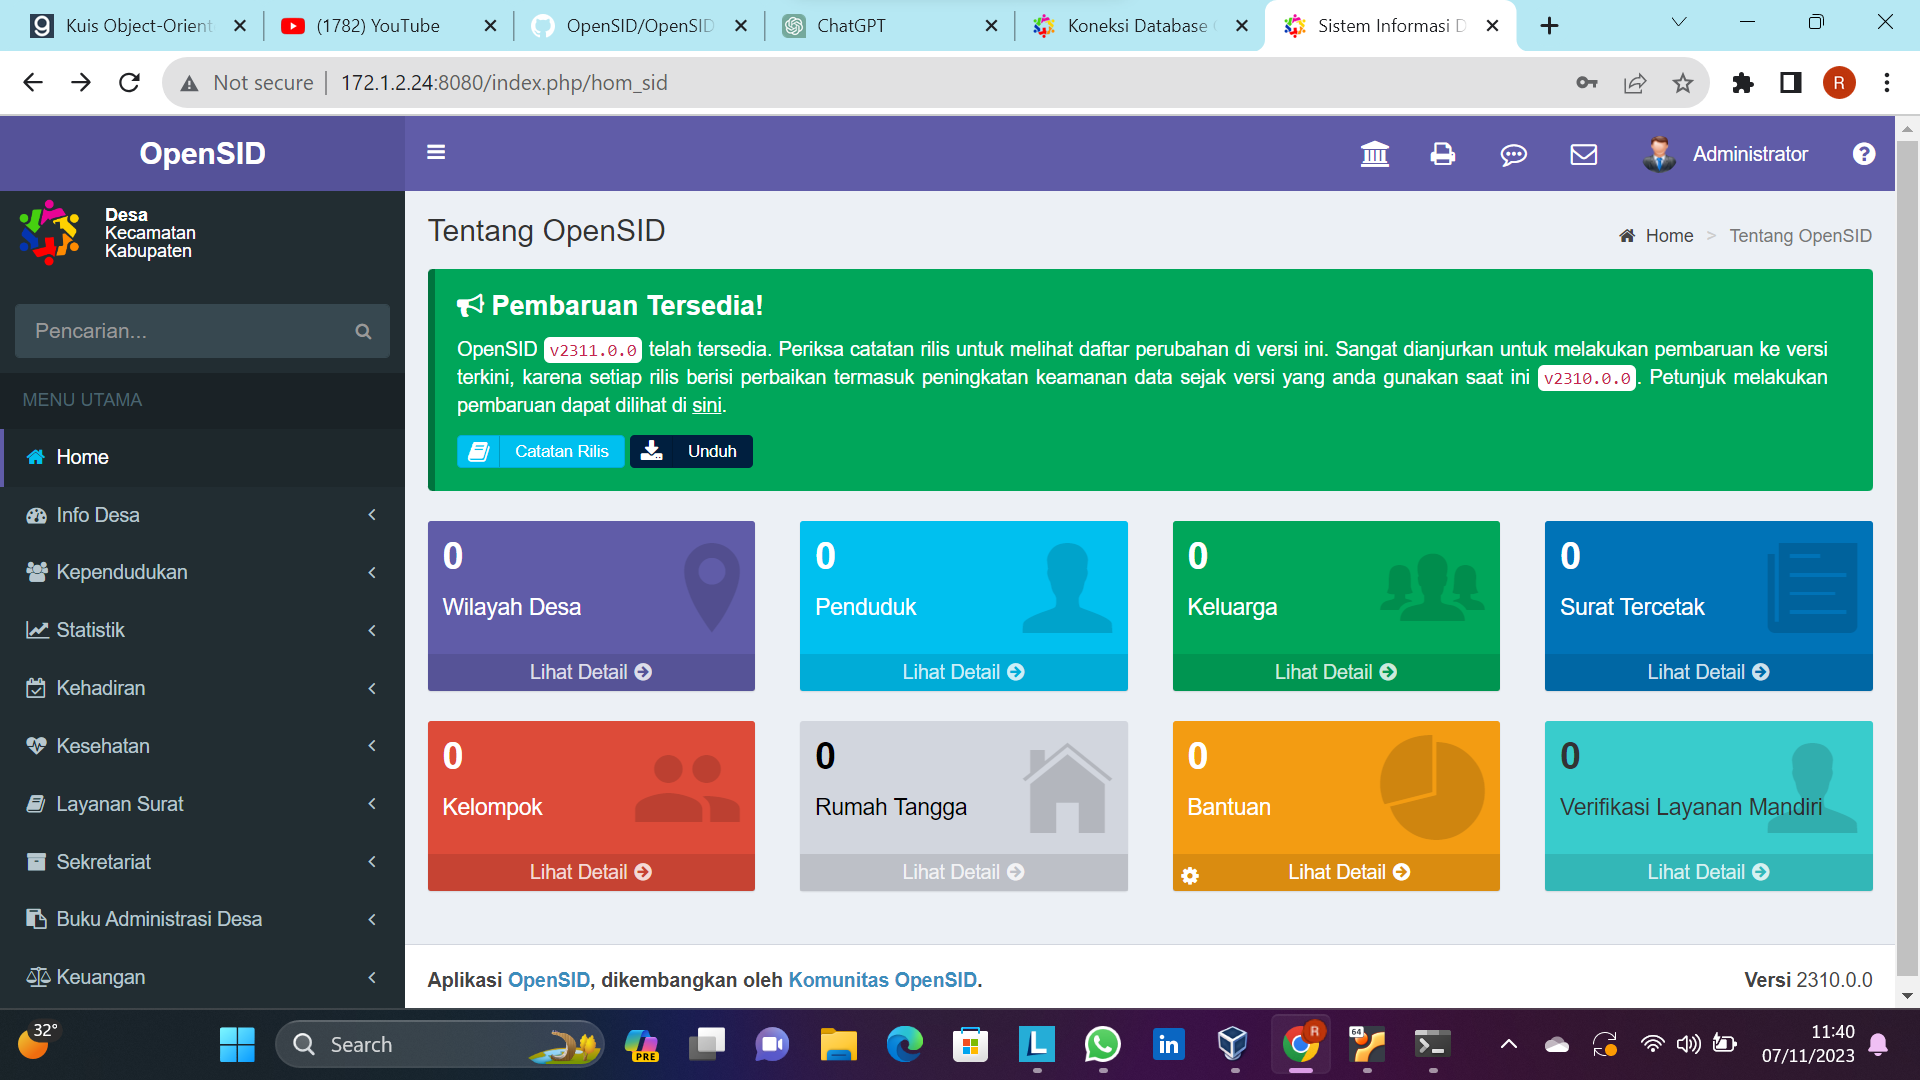 Kuis Object-Orient
(1782) YouTube
OpenSID/OpenSID
ChatGPT
Koneksi Database
Sistem Informasi D
Not secure
172.1.2.24:8080/index.php/hom_sid
R
OpenSID
Administrator
Desa
Kecamatan
Kabupaten
Pencarian...
MENU UTAMA
Home
Info Desa
Kependudukan
Statistik
Kehadiran
Kesehatan
Layanan Surat
Sekretariat
Buku Administrasi Desa
Keuangan
Tentang OpenSID
Home > Tentang OpenSID
Pembaruan Tersedia!
OpenSID v2311.0.0 telah tersedia. Periksa catatan rilis untuk melihat daftar perubahan di versi ini. Sangat dianjurkan untuk melakukan pembaruan ke versi
terkini, karena setiap rilis berisi perbaikan termasuk peningkatan keamanan data sejak versi yang anda gunakan saat ini v2310.0.0. Petunjuk melakukan
pembaruan dapat dilihat di sini.
Catatan Rilis
Unduh
0
Wilayah Desa
Lihat Detail
0
Penduduk
Lihat Detail
0
Keluarga
Lihat Detail
0
Surat Tercetak
Lihat Detail
0
Kelompok
Lihat Detail
0
Rumah Tangga
Lihat Detail
0
Bantuan
Lihat Detail
0
Verifikasi Layanan Mandiri
Lihat Detail
Aplikasi OpenSID, dikembangkan oleh Komunitas OpenSID.
Versi 2310.0.0
32°
Search
PRE
L
in
R
64
11:40
07/11/2023